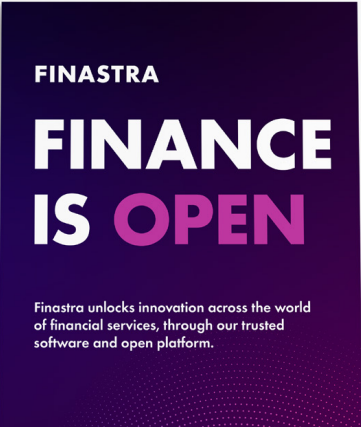 FINASTRA
FINANCE
IS OPEN
Finastra unlocks innovation across the world
of financial services, through our trusted
software and open platform.